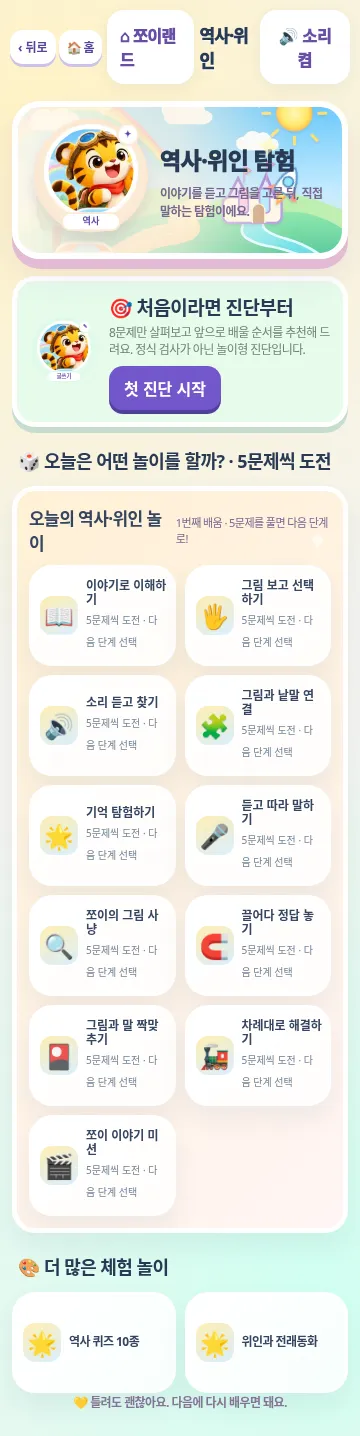 ‹ 뒤로
🏠 홈
⌂ 쪼이랜
드
역사·위
인
🔊 소리
켬
역사
역사·위인 탐험
이야기를 듣고 그림을 고른 뒤, 직접
말하는 탐험이에요.
글쓰기
🎯 처음이라면 진단부터
8문제만 살펴보고 앞으로 배울 순서를 추천해 드
려요. 정식 검사가 아닌 놀이형 진단입니다.
첫 진단 시작
🎲 오늘은 어떤 놀이를 할까? · 5문제씩 도전
오늘의 역사·위인 놀
이
1번째 배움 · 5문제를 풀면 다음 단계
로!
이야기로 이해하
기
5문제씩 도전 · 다
음 단계 선택
그림 보고 선택
하기
5문제씩 도전 · 다
음 단계 선택
소리 듣고 찾기
5문제씩 도전 · 다
음 단계 선택
그림과 낱말 연
결
5문제씩 도전 · 다
음 단계 선택
기억 탐험하기
5문제씩 도전 · 다
음 단계 선택
듣고 따라 말하
기
5문제씩 도전 · 다
음 단계 선택
쪼이의 그림 사
냥
5문제씩 도전 · 다
음 단계 선택
끌어다 정답 놓
기
5문제씩 도전 · 다
음 단계 선택
그림과 말 짝맞
추기
5문제씩 도전 · 다
음 단계 선택
차례대로 해결하
기
5문제씩 도전 · 다
음 단계 선택
쪼이 이야기 미
션
5문제씩 도전 · 다
음 단계 선택
🎨 더 많은 체험 놀이
역사 퀴즈 10종
위인과 전래동화
💛 틀려도 괜찮아요. 다음에 다시 배우면 돼요.